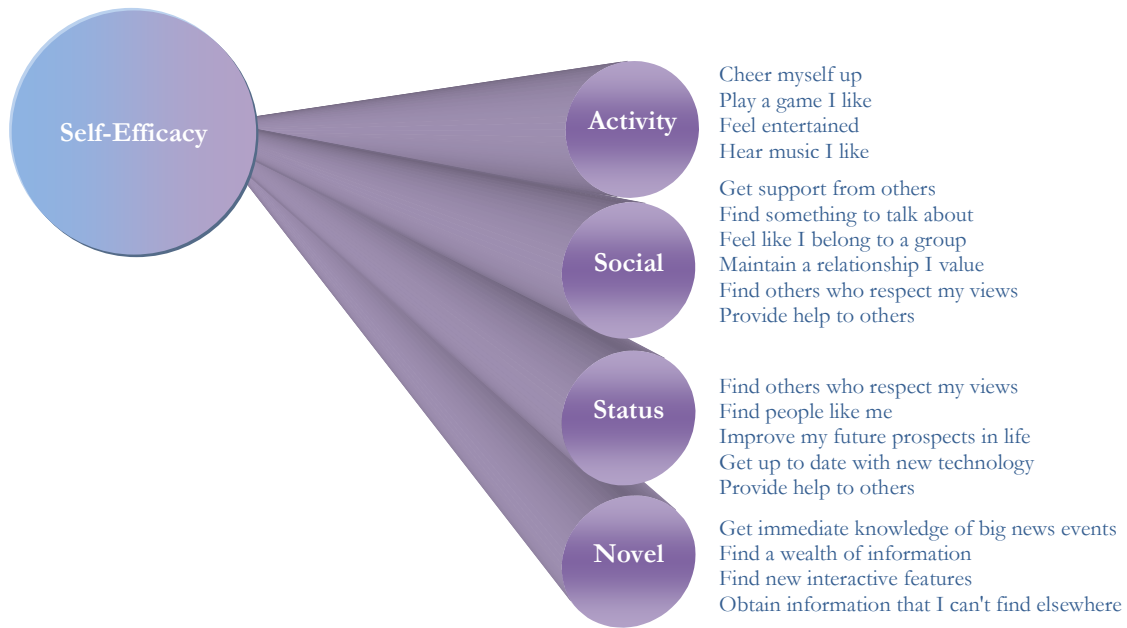 Self-Efficacy
Activity
Cheer myself up
Play a game I like
Feel entertained
Hear music I like
Social
Get support from others
Find something to talk about
Feel like I belong to a group
Maintain a relationship I value
Find others who respect my views
Provide help to others
Status
Find others who respect my views
Find people like me
Improve my future prospects in life
Get up to date with new technology
Provide help to others
Novel
Get immediate knowledge of big news events
Find a wealth of information
Find new interactive features
Obtain information that I can't find elsewhere